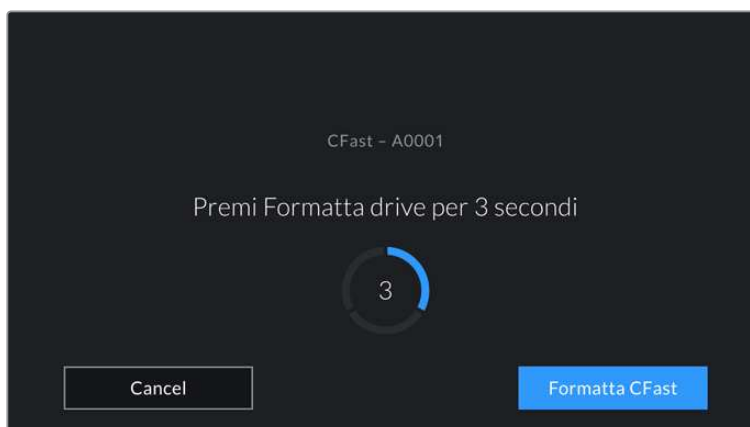 CFast – A0001
Premi Formatta drive per 3 secondi
3
Cancel
Formatta CFast